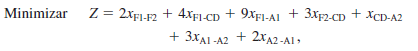 Minimizar Z = 2xF1-F2 + 4xF1-CD + 9xF1-A1 + 3xF2-CD + xCD-A2
+ 3xA1-A2 + 2xA2-A1,